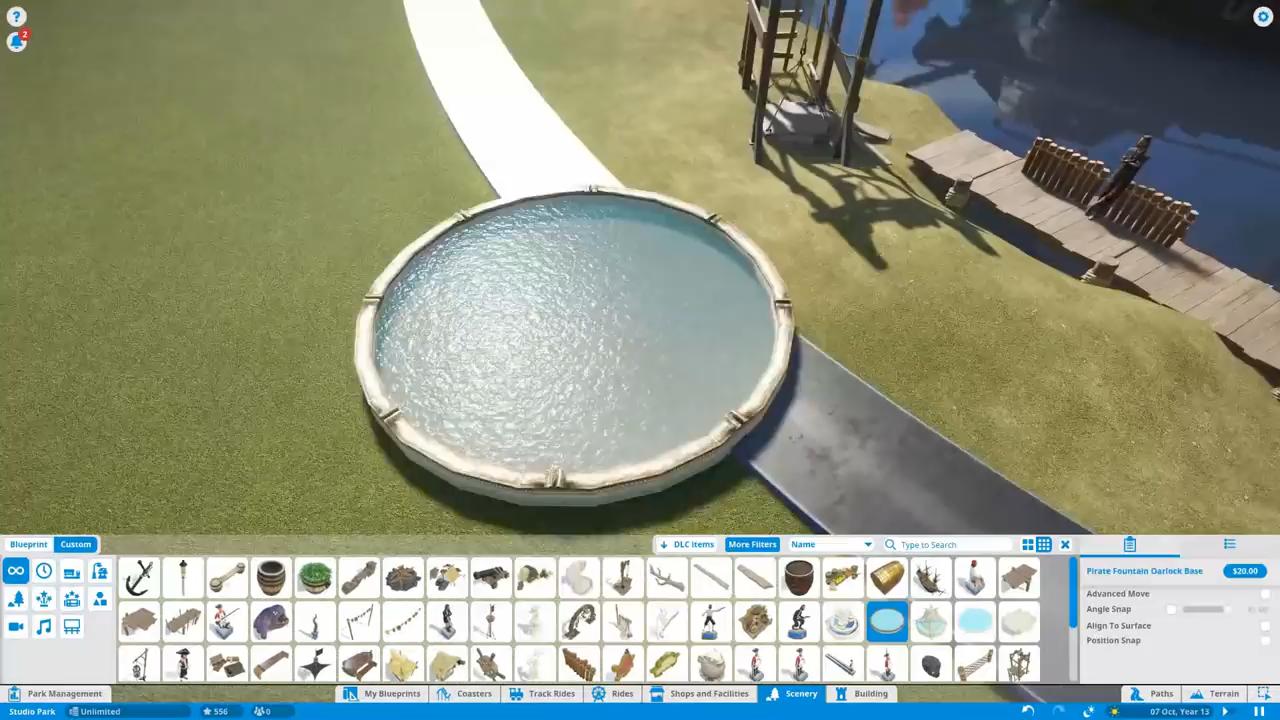 ?
2
Blueprint
Custom
DLC Items
More Filters
Name
Type to Search
Pirate Fountain Oarlock Base
$20.00
Advanced Move
Angle Snap
Align To Surface
Position Snap
Park Management
My Blueprints
Coasters
Track Rides
Rides
Shops and Facilities
Scenery
Building
Paths
Terrain
Studio Park
Unlimited
556
0
07 Oct, Year 13